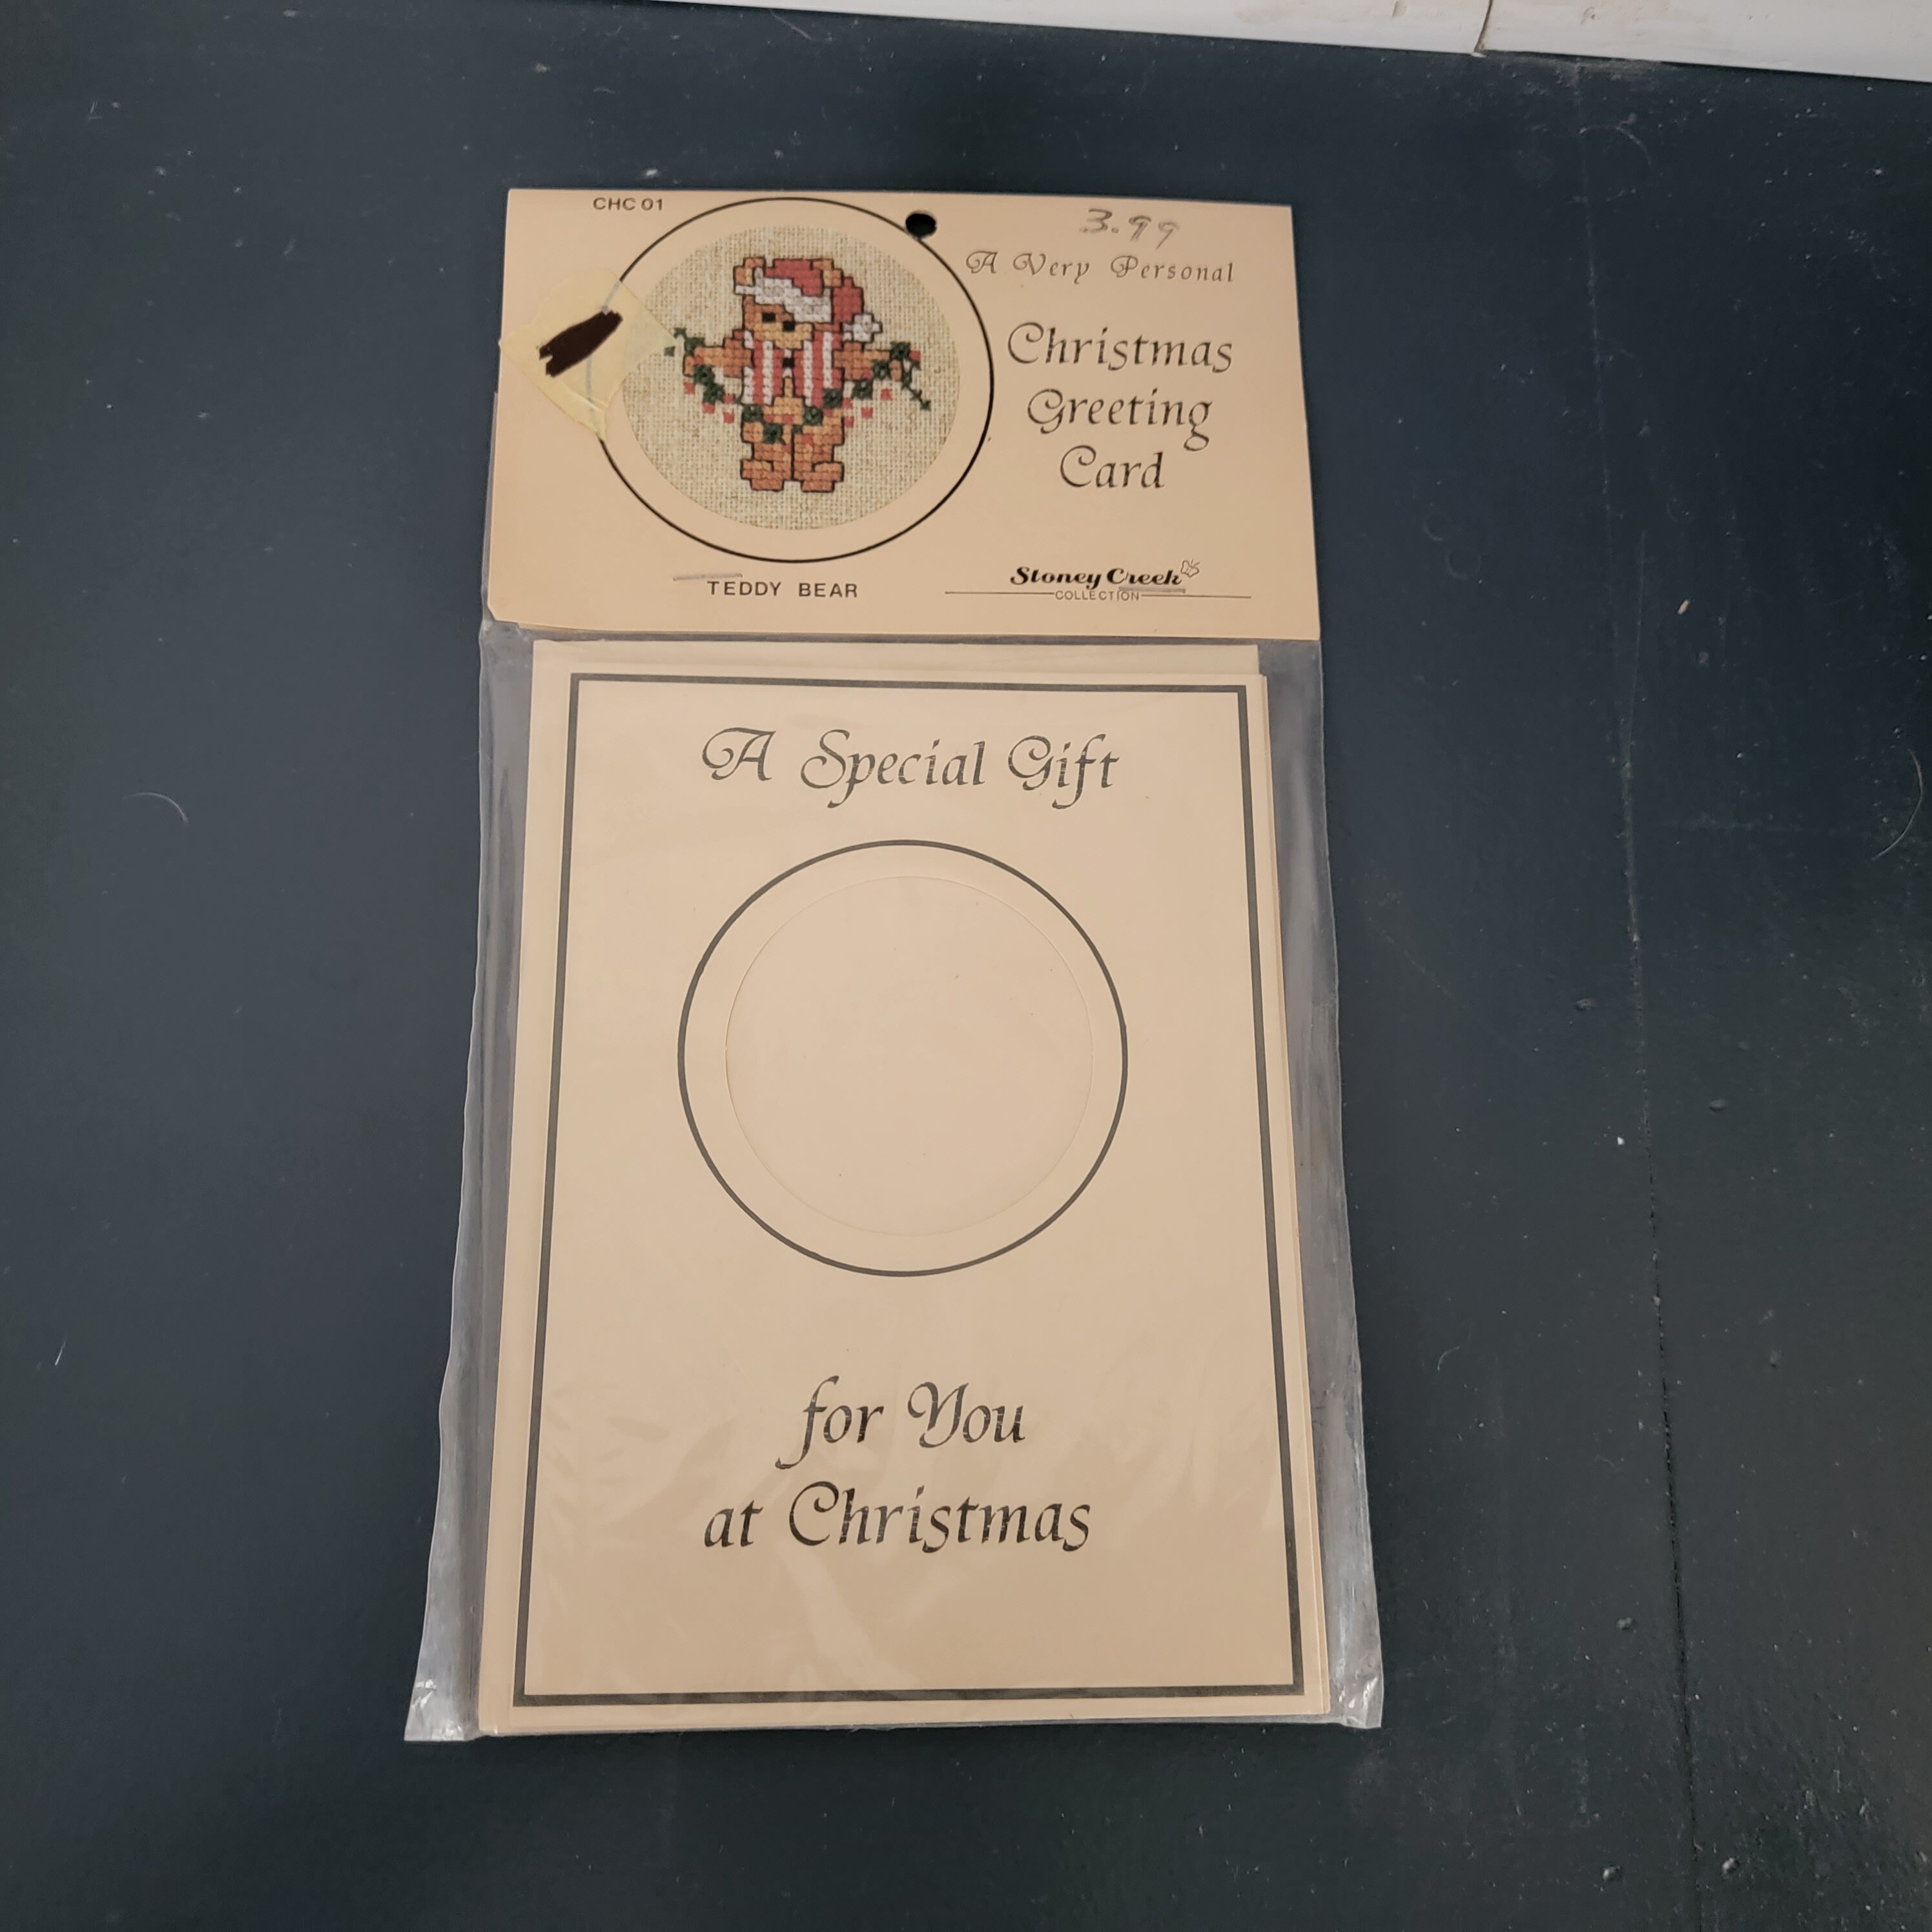 CHC 01
3.99
A Very Personal
Christmas
Greeting
Card
TEDDY BEAR
Stoney Creek
COLLECTION
A Special Gift
for You
at Christmas